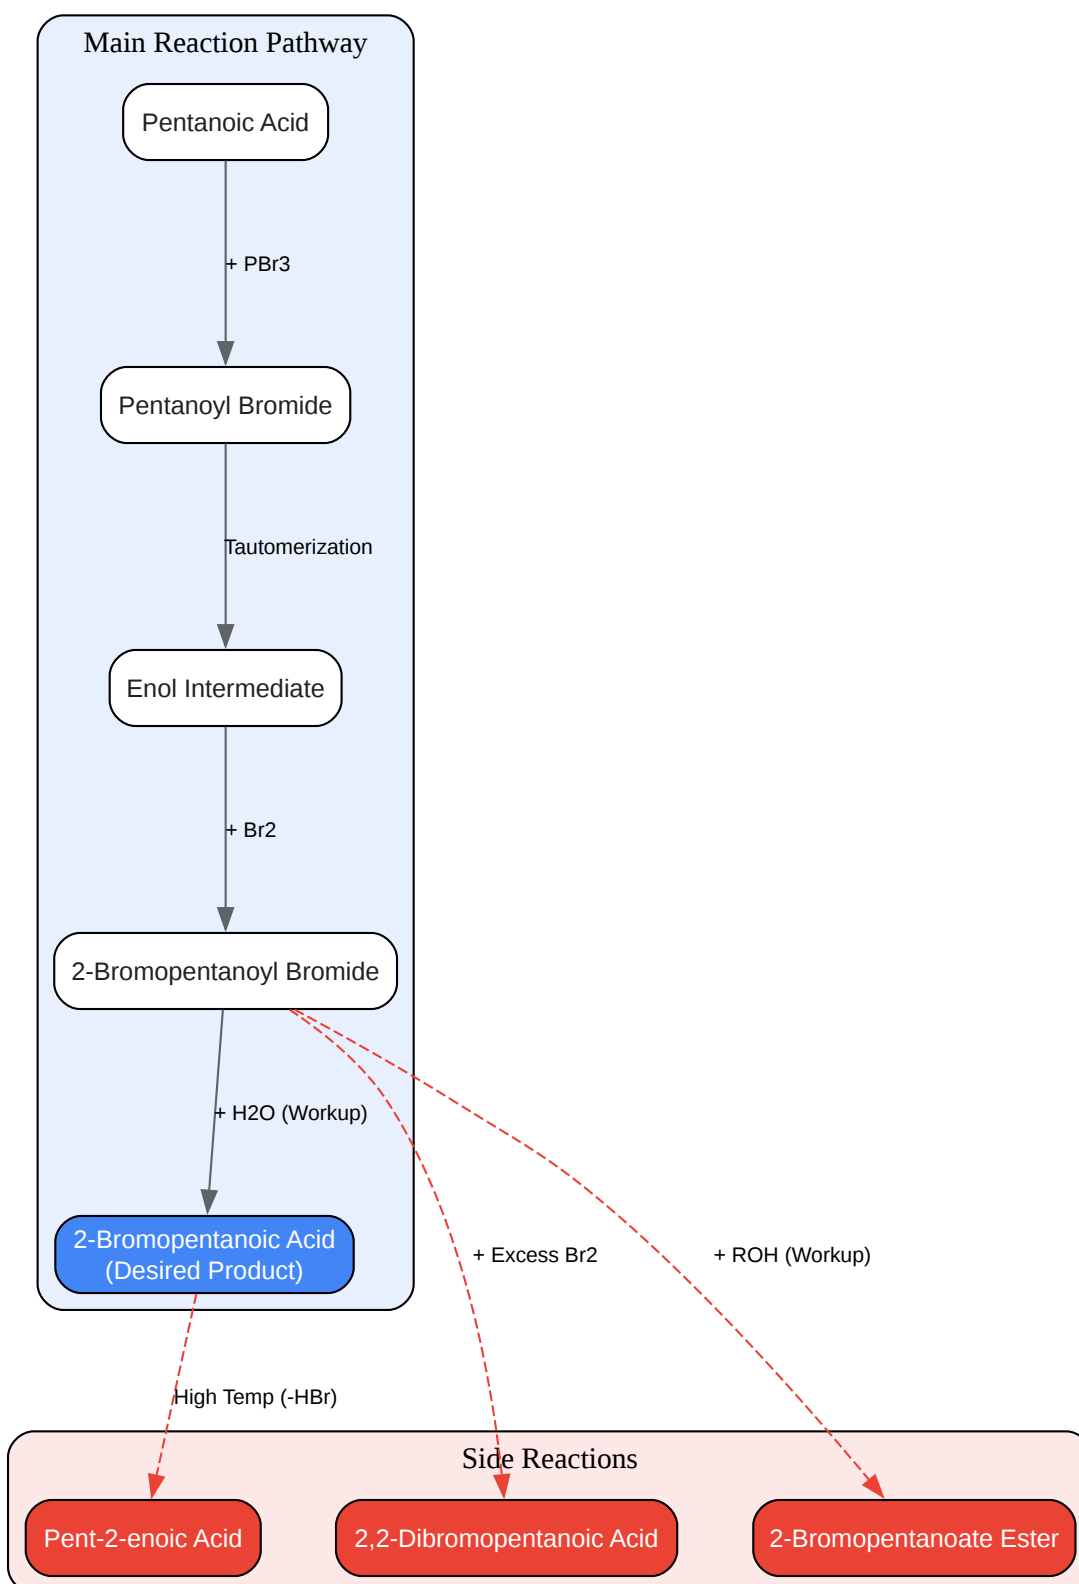 Main Reaction Pathway
Pentanoic Acid
+ PBr3
Pentanoyl Bromide
Tautomerization
Enol Intermediate
+ Br2
2-Bromopentanoyl Bromide
+ H2O (Workup)
2-Bromopentanoic Acid
(Desired Product)
+ Excess Br2
+ ROH (Workup)
High Temp (-HBr)
Side Reactions
Pent-2-enoic Acid
2,2-Dibromopentanoic Acid
2-Bromopentanoate Ester